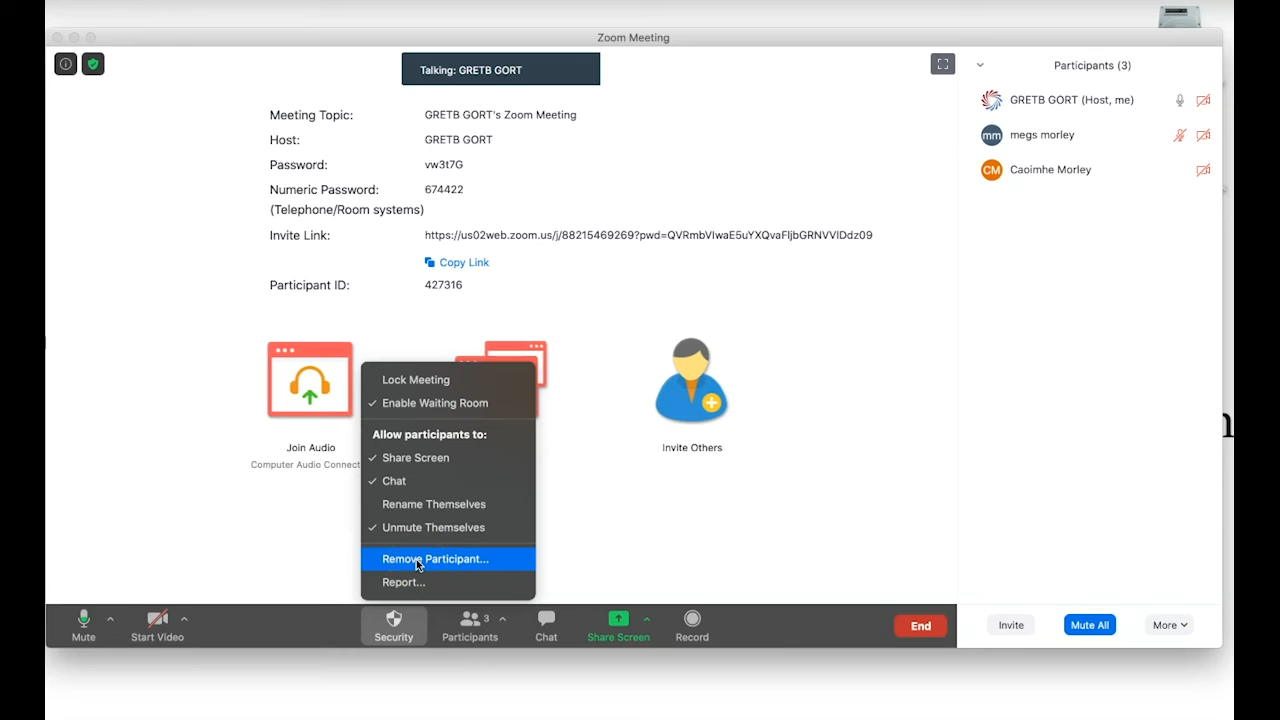 Zoom Meeting
Talking: GRETB GORT
Meeting Topic: GRETB GORT's Zoom Meeting
Host: GRETB GORT
Password: vw3t7G
Numeric Password: 674422
(Telephone/Room systems)
Invite Link: https://us02web.zoom.us/j/88215469269?pwd=QVRmbVlwaE5uYXQvaFljbGRNVVlDdz09
Copy Link
Participant ID: 427316
Join Audio
Computer Audio Connect
Invite Others
Lock Meeting
✓ Enable Waiting Room
Allow participants to:
✓ Share Screen
✓ Chat
Rename Themselves
✓ Unmute Themselves
Remove Participant...
Report...
Mute
Start Video
Security
3
Participants
Chat
Share Screen
Record
End
Participants (3)
GRETB GORT (Host, me)
mm megs morley
CM Caoimhe Morley
Invite
Mute All
More